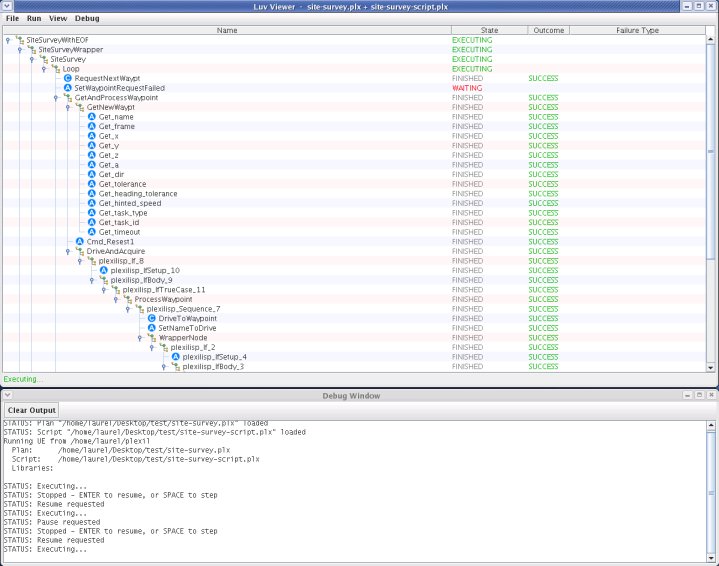 Luv Viewer - site-survey.plx + site-survey-script.plx
File Run View Debug
Name State Outcome Failure Type
SiteSurveyWithEOF EXECUTING
SiteSurveyWrapper EXECUTING
SiteSurvey EXECUTING
Loop EXECUTING
C RequestNextWaypt FINISHED SUCCESS
A SetWaypointRequestFailed WAITING
GetAndProcessWaypoint FINISHED SUCCESS
GetNewWaypt FINISHED SUCCESS
A Get_name FINISHED SUCCESS
A Get_frame FINISHED SUCCESS
A Get_x FINISHED SUCCESS
A Get_y FINISHED SUCCESS
A Get_z FINISHED SUCCESS
A Get_a FINISHED SUCCESS
A Get_dir FINISHED SUCCESS
A Get_tolerance FINISHED SUCCESS
A Get_heading_tolerance FINISHED SUCCESS
A Get_hinted_speed FINISHED SUCCESS
A Get_task_type FINISHED SUCCESS
A Get_task_id FINISHED SUCCESS
A Get_timeout FINISHED SUCCESS
A Cmd_Resest1 FINISHED SUCCESS
DriveAndAcquire FINISHED SUCCESS
plexilisp_If_8 FINISHED SUCCESS
A plexilisp_IfSetup_10 FINISHED SUCCESS
plexilisp_IfBody_9 FINISHED SUCCESS
plexilisp_IfTrueCase_11 FINISHED SUCCESS
ProcessWaypoint FINISHED SUCCESS
plexilisp_Sequence_7 FINISHED SUCCESS
C DriveToWaypoint FINISHED SUCCESS
A SetNameToDrive FINISHED SUCCESS
WrapperNode FINISHED SUCCESS
plexilisp_If_2 FINISHED SUCCESS
A plexilisp_IfSetup_4 FINISHED SUCCESS
plexilisp_IfBody_3 FINISHED SUCCESS
Executing...
Debug Window
Clear Output
STATUS: Plan "/home/laurel/Desktop/test/site-survey.plx" loaded
STATUS: Script "/home/laurel/Desktop/test/site-survey-script.plx" loaded
Running UE from /home/laurel/plexil
Plan: /home/laurel/Desktop/test/site-survey.plx
Script: /home/laurel/Desktop/test/site-survey-script.plx
Libraries:
STATUS: Executing...
STATUS: Stopped - ENTER to resume, or SPACE to step
STATUS: Resume requested
STATUS: Executing...
STATUS: Pause requested
STATUS: Stopped - ENTER to resume, or SPACE to step
STATUS: Resume requested
STATUS: Executing...